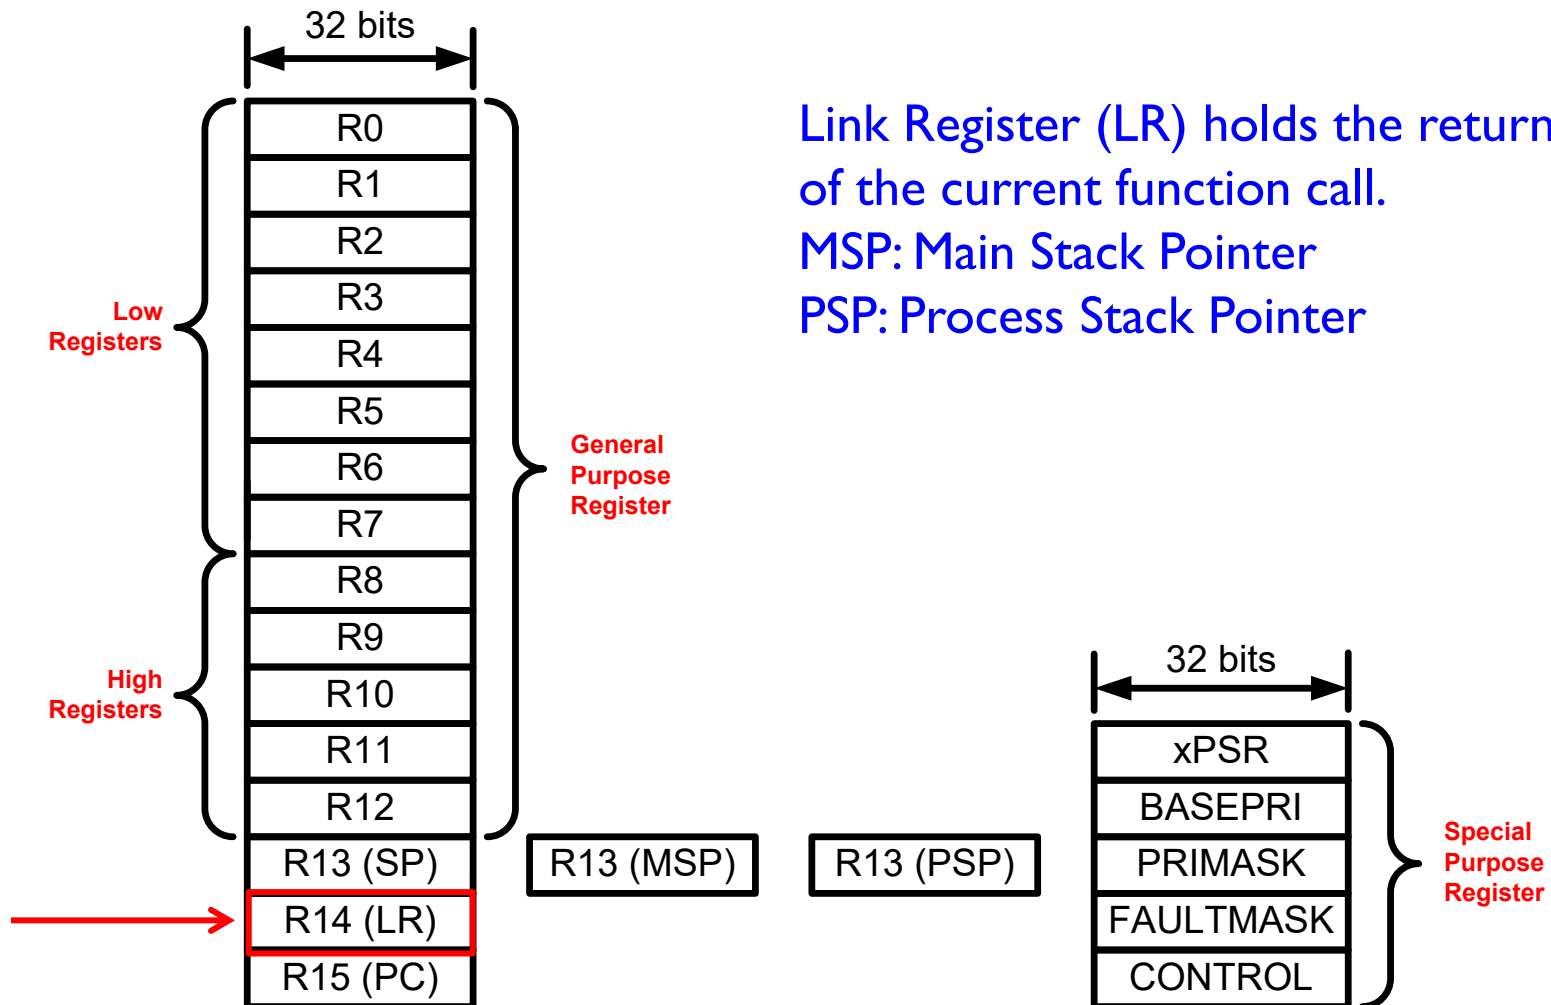 32 bits
R0
R1
R2
R3
R4
R5
R6
R7
R8
R9
R10
R11
R12
R13 (SP)
R14 (LR)
R15 (PC)
Low
Registers
High
Registers
General
Purpose
Register
Link Register (LR) holds the return
of the current function call.
MSP: Main Stack Pointer
PSP: Process Stack Pointer
R13 (MSP)
R13 (PSP)
32 bits
xPSR
BASEPRI
PRIMASK
FAULTMASK
CONTROL
Special
Purpose
Register